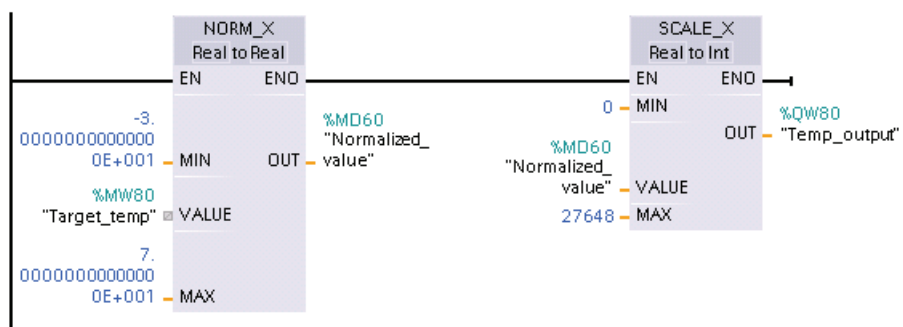 NORM_X
Real to Real
EN
ENO
-3.
0000000000000
0E+001
MIN
OUT
%MD60
"Normalized_
value"
%MW80
"Target_temp"
VALUE
7.
0000000000000
0E+001
MAX
SCALE_X
Real to Int
EN
ENO
0
MIN
OUT
%QW80
"Temp_output"
%MD60
"Normalized_
value"
VALUE
27648
MAX